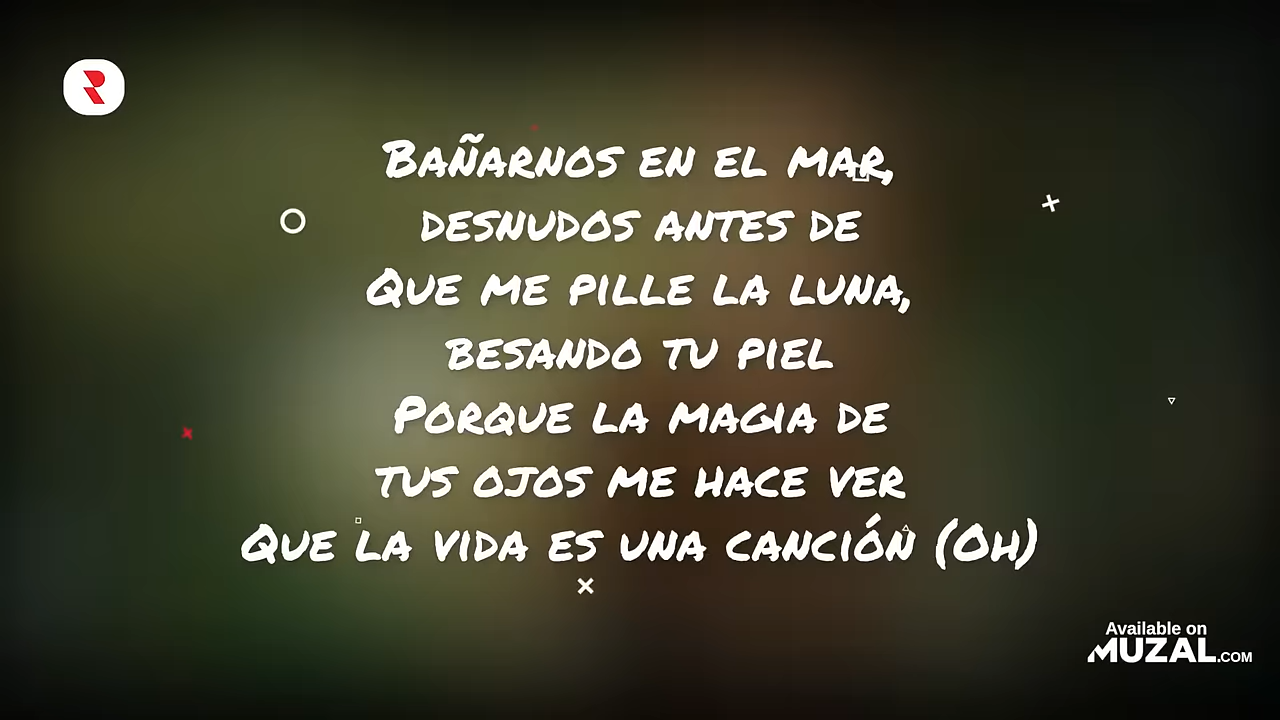 Bañarnos en el mar,
desnudos antes de
Que me pille la luna,
besando tu piel
Porque la magia de
tus ojos me hace ver
Que la vida es una canción (Oh)
Available on
MUZAL.COM